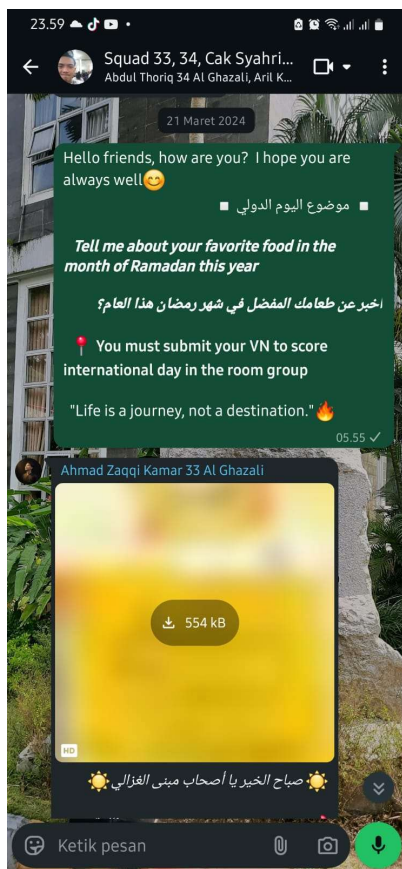 23.59
Squad 33, 34, Cak Syahri...
Abdul Thoriq 34 Al Ghazali, Aril K...
21 Maret 2024
Hello friends, how are you? I hope you are
always well😊
▪️ موضوع اليوم الدولي ▪️
Tell me about your favorite food in the
month of Ramadan this year
اخبر عن طعامك المفضل في شهر رمضان هذا العام؟
📍 You must submit your VN to score
international day in the room group
"Life is a journey, not a destination."🔥
05.55 ✓
Ahmad Zaqqi Kamar 33 Al Ghazali
554 kB
HD
🌞 صباح الخير يا أصحاب مبنى الغزالي 🌞
Ketik pesan